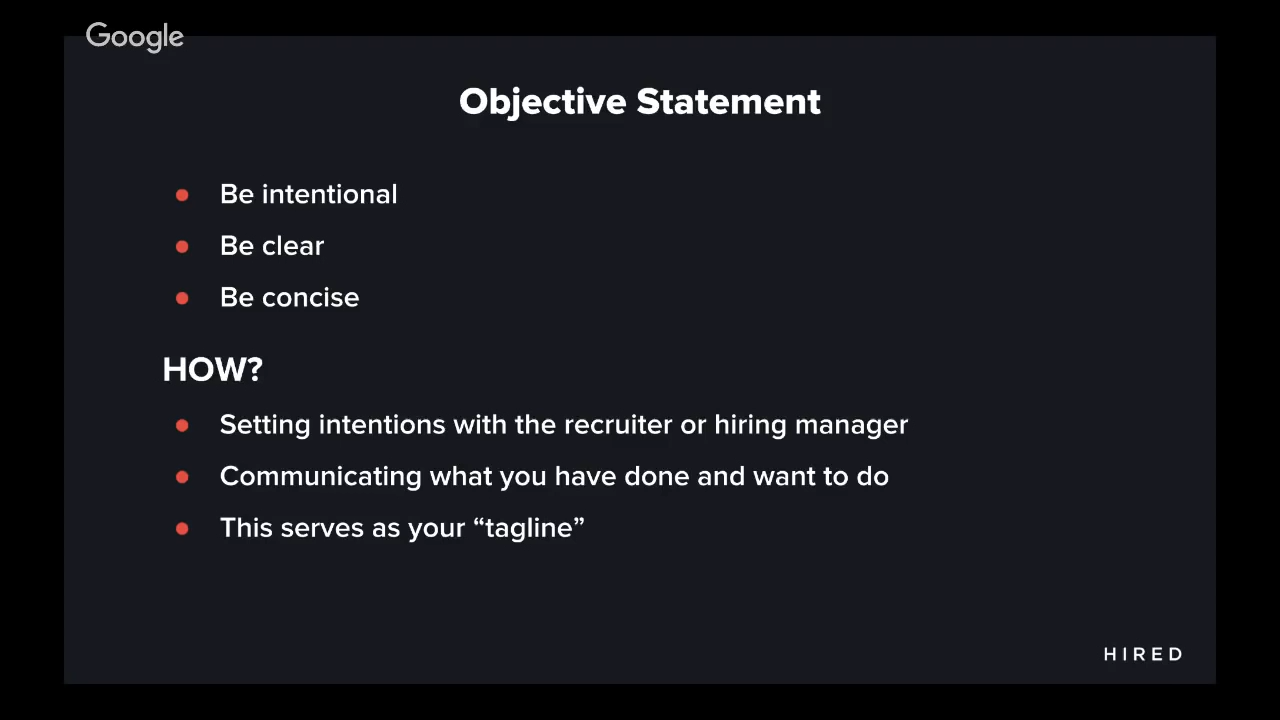 Google
Objective Statement
Be intentional
Be clear
Be concise
HOW?
Setting intentions with the recruiter or hiring manager
Communicating what you have done and want to do
This serves as your “tagline”
HIRED